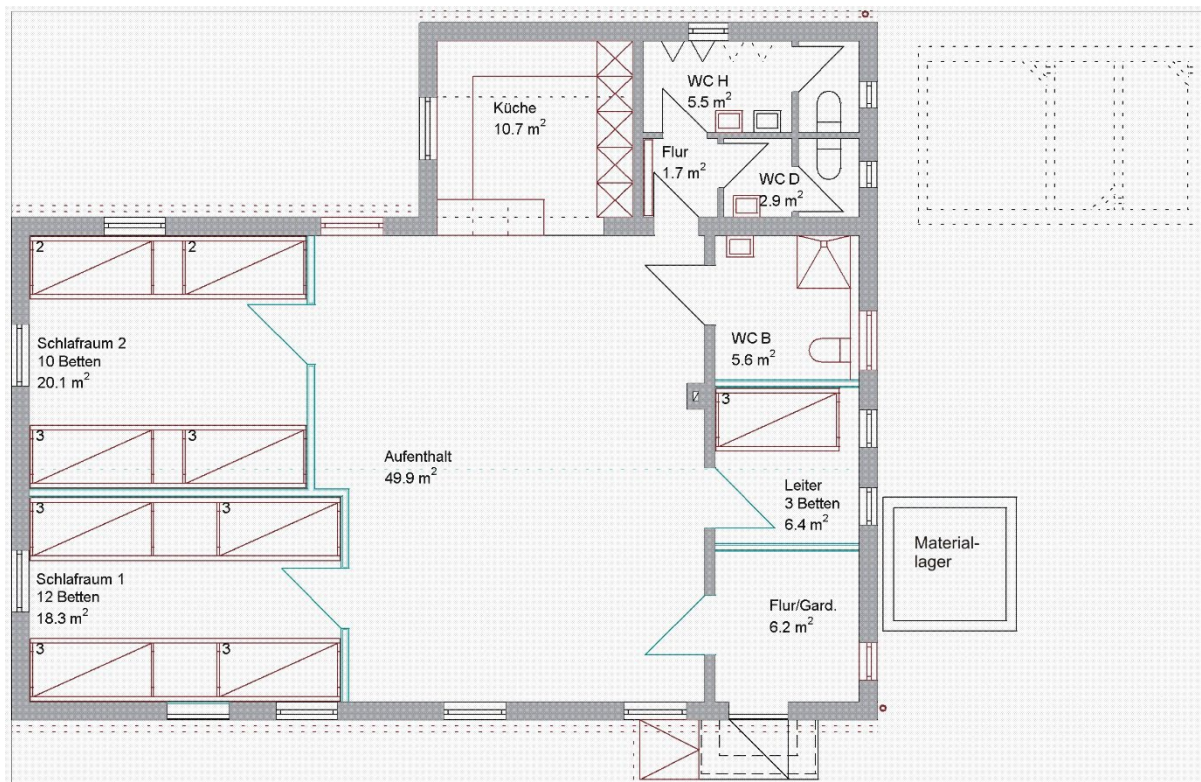 Küche
10.7 m²
WC H
5.5 m²
Flur
1.7 m²
WC D
2.9 m²
2
2
Schlafraum 2
10 Betten
20.1 m²
3
3
Aufenthalt
49.9 m²
WC B
5.6 m²
3
Leiter
3 Betten
6.4 m²
3
3
Schlafraum 1
12 Betten
18.3 m²
3
3
Flur/Gard.
6.2 m²
Material-
lager